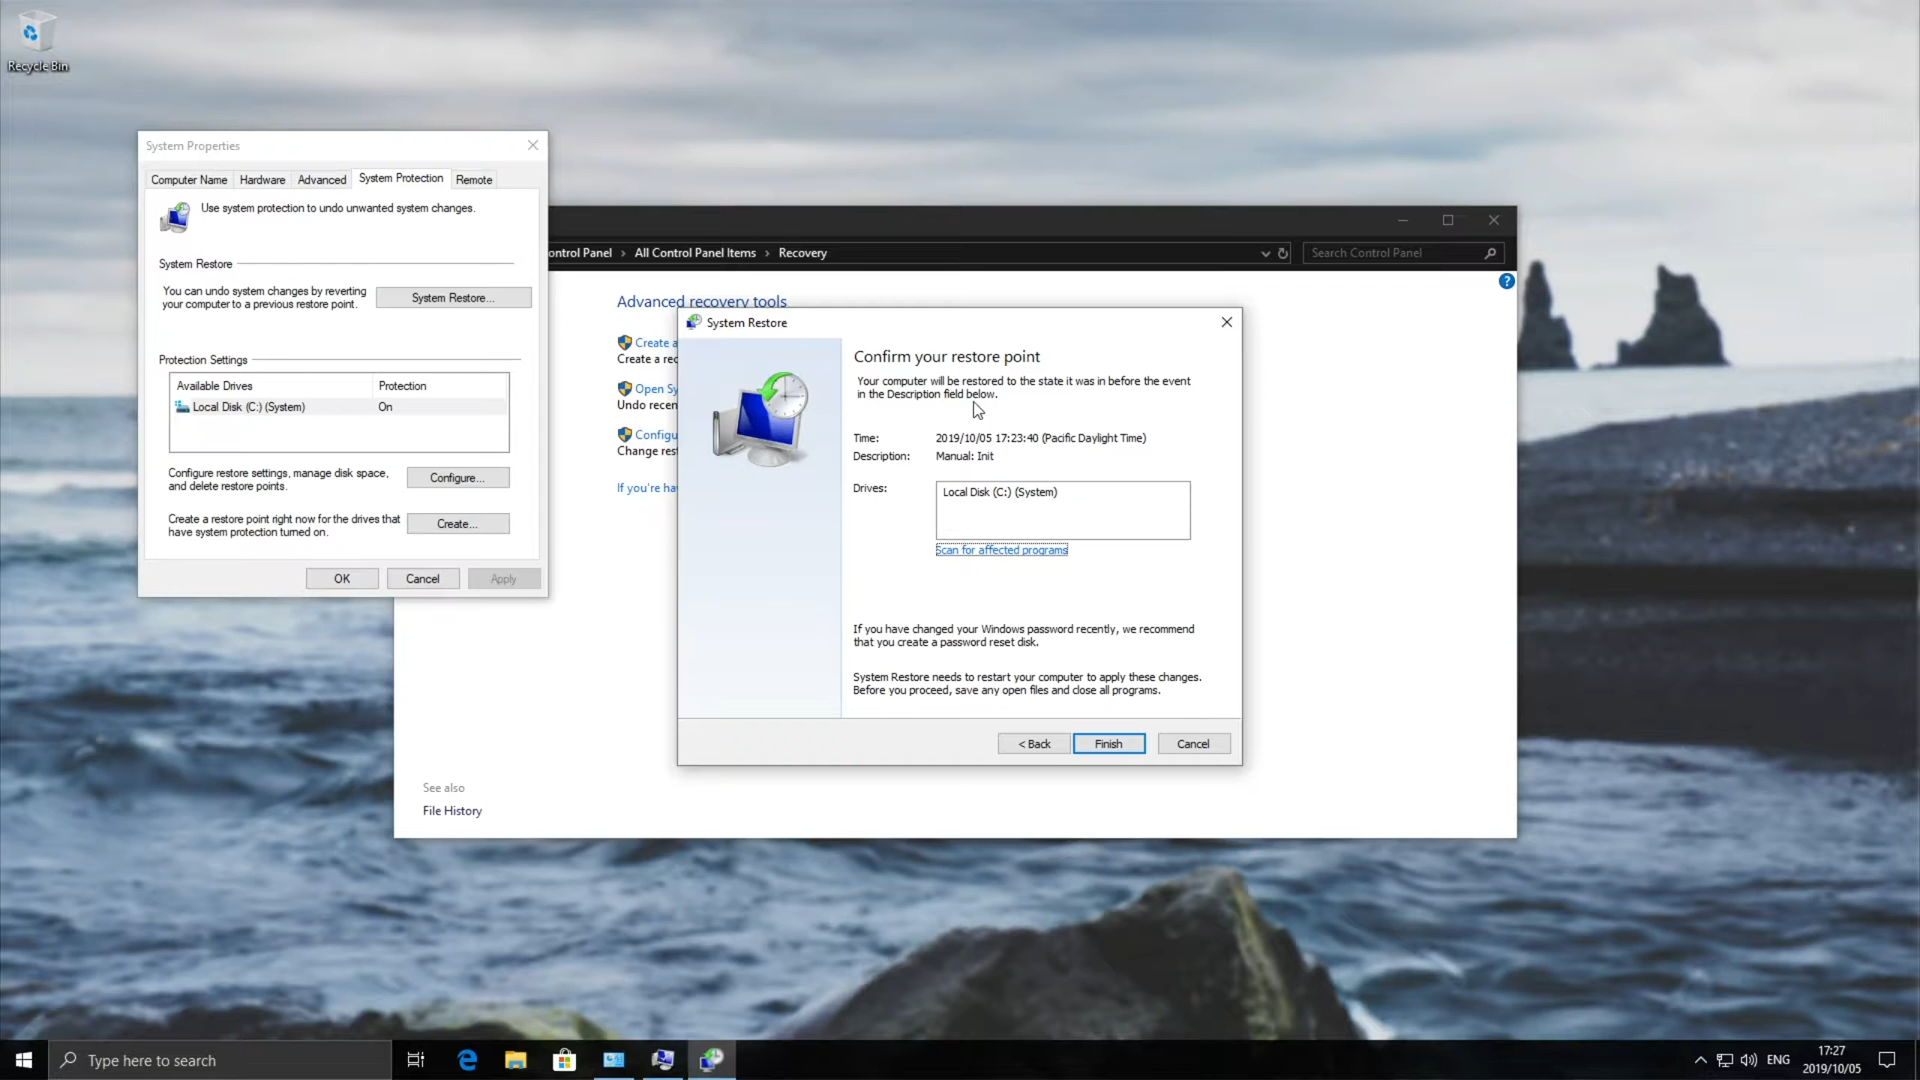 Recycle Bin
System Properties
Computer Name
Hardware
Advanced
System Protection
Remote
Use system protection to undo unwanted system changes.
System Restore
You can undo system changes by reverting
your computer to a previous restore point.
System Restore...
Protection Settings
Available Drives
Protection
Local Disk (C:) (System)
On
Configure restore settings, manage disk space,
and delete restore points.
Configure...
Create a restore point right now for the drives that
have system protection turned on.
Create...
OK
Cancel
Apply
ontrol Panel
All Control Panel Items
Recovery
Search Control Panel
?
Advanced recovery tools
Create a
Create a rec
Open Sy
Undo recen
Configu
Change rest
If you're ha
See also
File History
System Restore
Confirm your restore point
Your computer will be restored to the state it was in before the event
in the Description field below.
Time:
2019/10/05 17:23:40 (Pacific Daylight Time)
Description:
Manual: Init
Drives:
Local Disk (C:) (System)
Scan for affected programs
If you have changed your Windows password recently, we recommend
that you create a password reset disk.
System Restore needs to restart your computer to apply these changes.
Before you proceed, save any open files and close all programs.
< Back
Finish
Cancel
Type here to search
ENG
17:27
2019/10/05